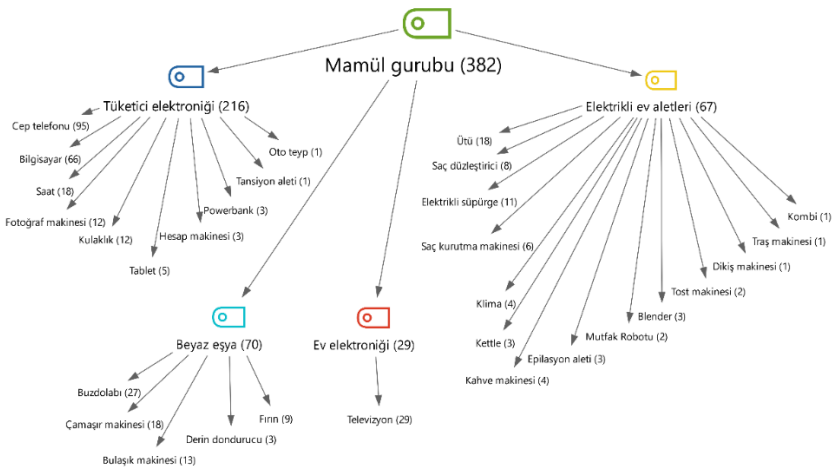 Mamül gurubu (382)
Tüketici elektroniği (216)
Cep telefonu (95)
Bilgisayar (66)
Saat (18)
Fotoğraf makinesi (12)
Kulaklık (12)
Tablet (5)
Hesap makinesi (3)
Powerbank (3)
Tansiyon aleti (1)
Oto teyp (1)
Beyaz eşya (70)
Buzdolabı (27)
Çamaşır makinesi (18)
Bulaşık makinesi (13)
Derin dondurucu (3)
Fırın (9)
Ev elektroniği (29)
Televizyon (29)
Elektrikli ev aletleri (67)
Ütü (18)
Saç düzleştirici (8)
Elektrikli süpürge (11)
Saç kurutma makinesi (6)
Klima (4)
Kettle (3)
Kahve makinesi (4)
Epilasyon aleti (3)
Mutfak Robotu (2)
Blender (3)
Tost makinesi (2)
Dikiş makinesi (1)
Traş makinesi (1)
Kombi (1)